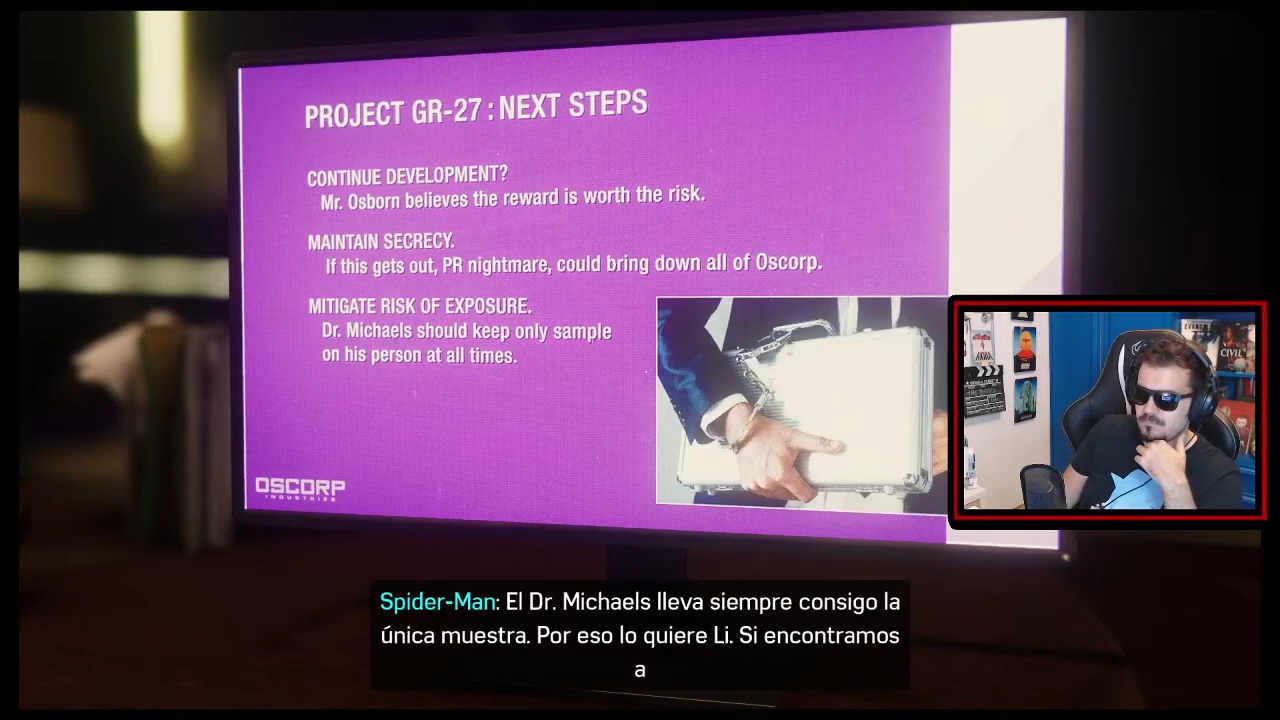 PROJECT GR-27 : NEXT STEPS
CONTINUE DEVELOPMENT?
Mr. Osborn believes the reward is worth the risk.
MAINTAIN SECRECY.
If this gets out, PR nightmare, could bring down all of Oscorp.
MITIGATE RISK OF EXPOSURE.
Dr. Michaels should keep only sample
on his person at all times.
OSCORP
INDUSTRIES
CIVIL
Spider-Man: El Dr. Michaels lleva siempre consigo la
única muestra. Por eso lo quiere Li. Si encontramos
a